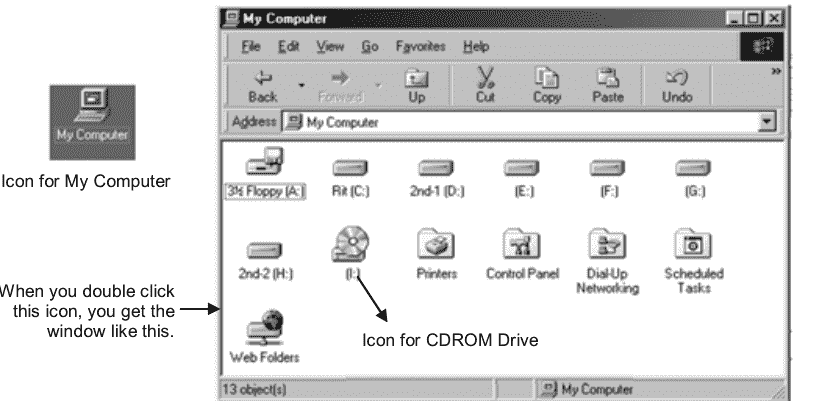 My Computer
File Edit View Go Favorites Help
Back Forward Up Cut Copy Paste Undo »
Address My Computer
My Computer
Icon for My Computer
3½ Floppy (A:) Rit (C:) 2nd-1 (D:) (E:) (F:) (G:)
2nd-2 (H:) (I:) Printers Control Panel Dial-Up Networking Scheduled Tasks
When you double click
this icon, you get the
window like this.
Icon for CDROM Drive
Web Folders
13 object(s) My Computer